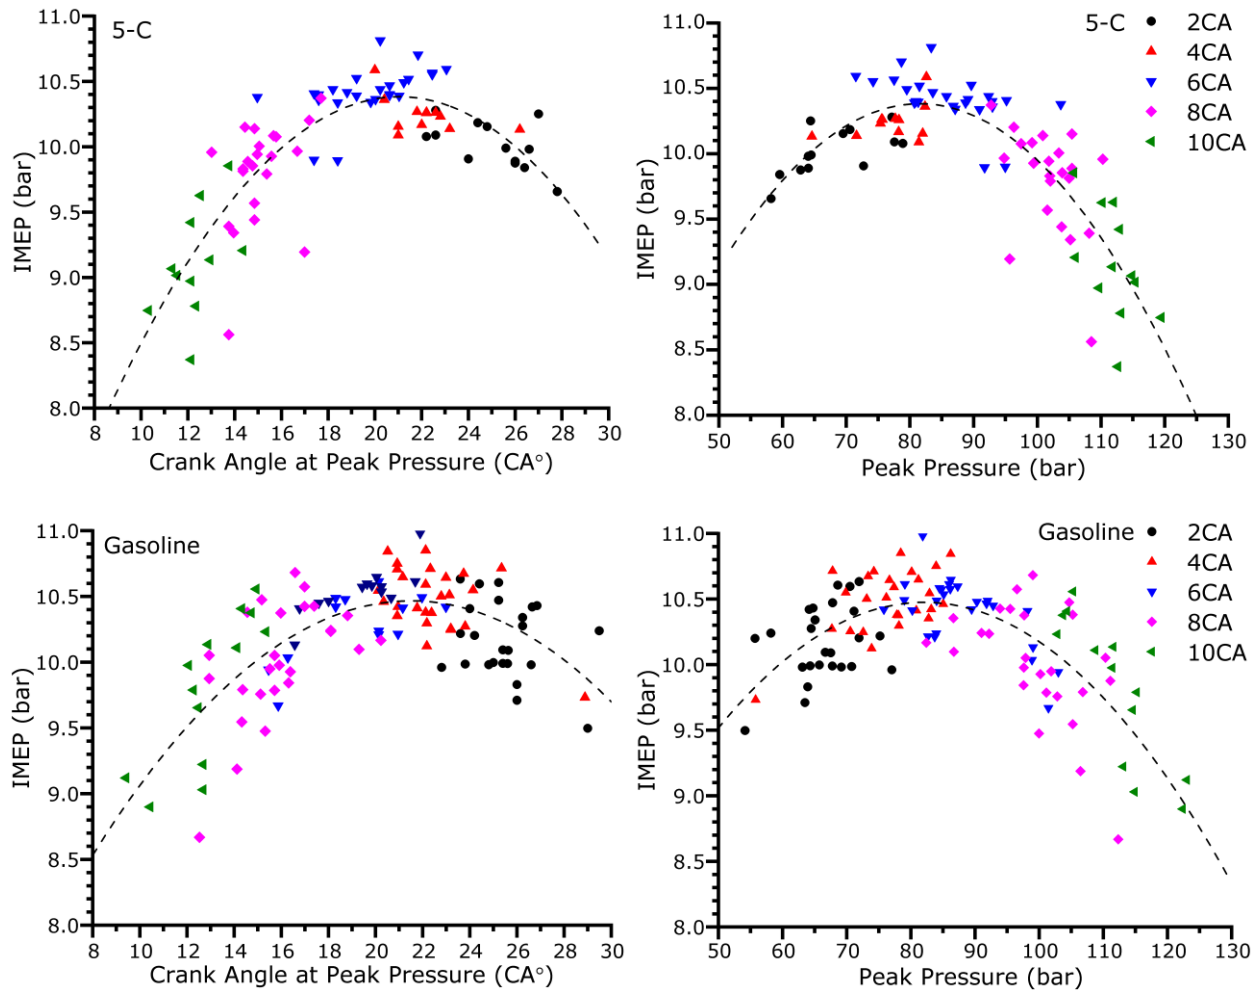 5-C
11.0
10.5
10.0
9.5
9.0
8.5
8.0
IMEP (bar)
8 10 12 14 16 18 20 22 24 26 28 30
Crank Angle at Peak Pressure (CA°)
5-C
2CA
4CA
6CA
8CA
10CA
11.0
10.5
10.0
9.5
9.0
8.5
8.0
IMEP (bar)
50 60 70 80 90 100 110 120 130
Peak Pressure (bar)
Gasoline
11.0
10.5
10.0
9.5
9.0
8.5
8.0
IMEP (bar)
8 10 12 14 16 18 20 22 24 26 28 30
Crank Angle at Peak Pressure (CA°)
Gasoline
2CA
4CA
6CA
8CA
10CA
11.0
10.5
10.0
9.5
9.0
8.5
8.0
IMEP (bar)
50 60 70 80 90 100 110 120 130
Peak Pressure (bar)